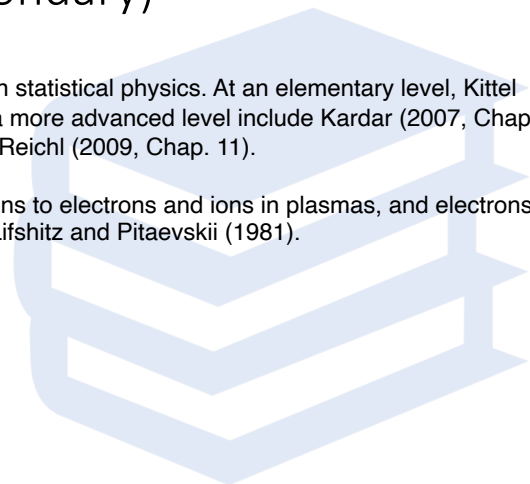 n statistical physics. At an elementary level, Kittel
a more advanced level include Kardar (2007, Chap
Reichl (2009, Chap. 11).
ns to electrons and ions in plasmas, and electrons
ifshitz and Pitaevskii (1981).